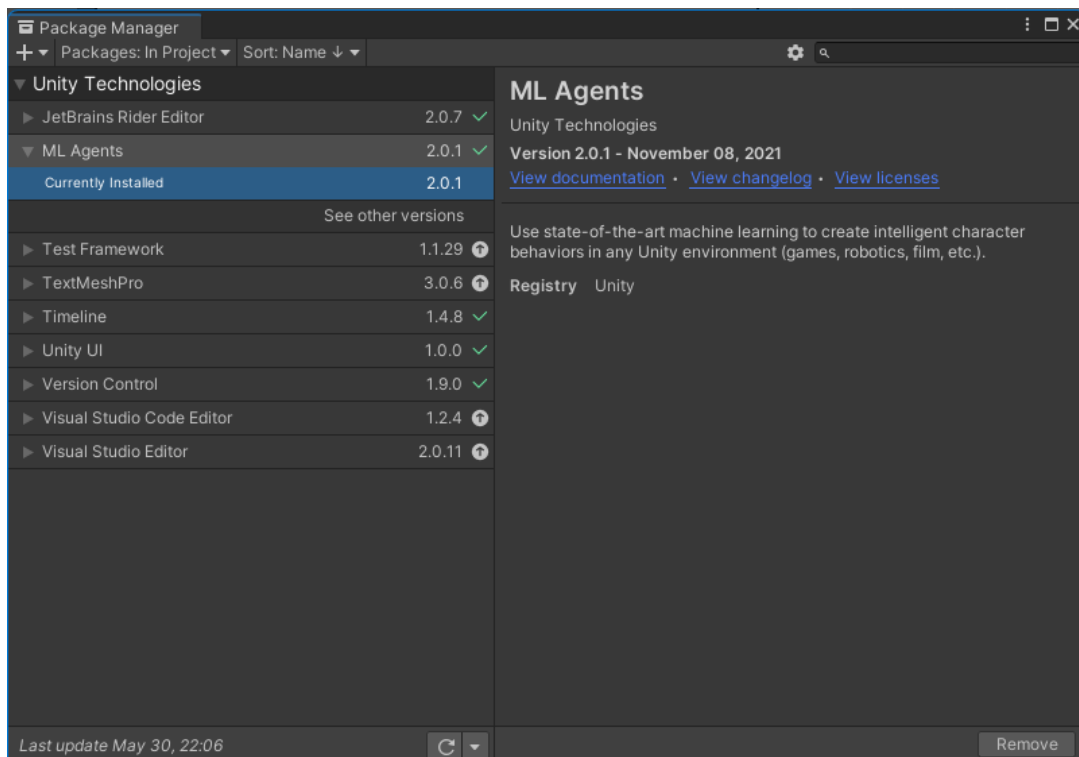 Package Manager
Packages: In Project Sort: Name ↓
Unity Technologies
JetBrains Rider Editor 2.0.7
ML Agents 2.0.1
Currently Installed 2.0.1
See other versions
Test Framework 1.1.29
TextMeshPro 3.0.6
Timeline 1.4.8
Unity UI 1.0.0
Version Control 1.9.0
Visual Studio Code Editor 1.2.4
Visual Studio Editor 2.0.11
Last update May 30, 22:06
ML Agents
Unity Technologies
Version 2.0.1 - November 08, 2021
View documentation • View changelog • View licenses
Use state-of-the-art machine learning to create intelligent character
behaviors in any Unity environment (games, robotics, film, etc.).
Registry Unity
Remove